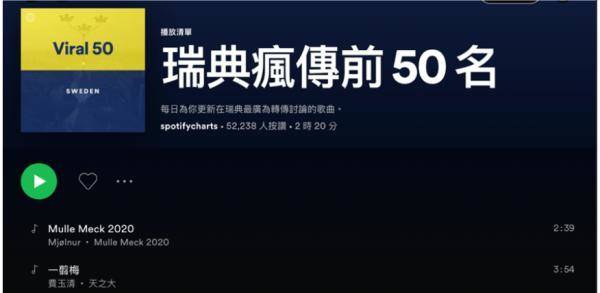 Viral 50
SWEDEN
播放清單
瑞典瘋傳前 50 名
每日為你更新在瑞典最廣為轉傳討論的歌曲。
spotifycharts • 52,238 人按讚 • 2 時 20 分
Mulle Meck 2020
2:39
Mjølnur • Mulle Meck 2020
一翦梅
3:54
費玉清 • 天之大